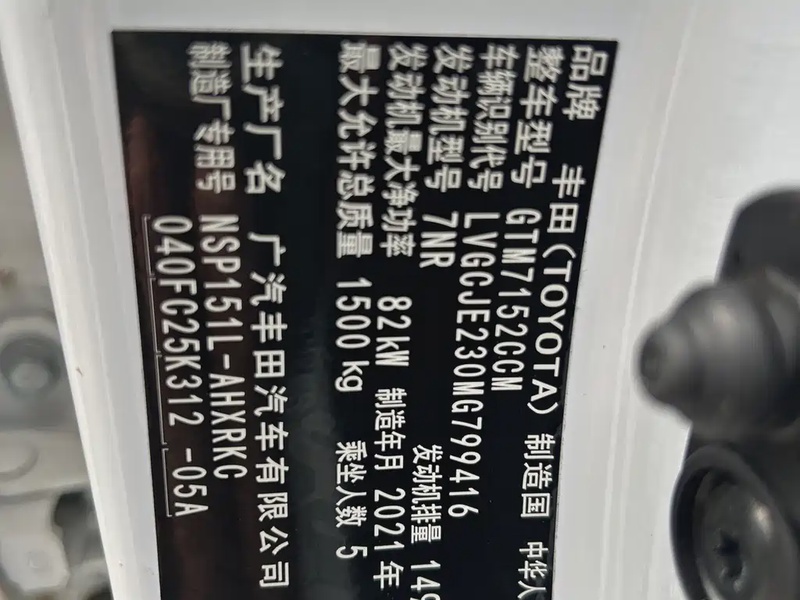 品牌 丰田(TOYOTA) 制造国 中华人
整车型号 GTM7152CCM
车辆识别代号 LVGCJE230MG799416
发动机型号 7NR 发动机排量 149
发动机最大净功率 82kW 制造年月 2021年
最大允许总质量 1500kg 乘坐人数 5
生产厂名 广汽丰田汽车有限公司
制造厂专用号 NSP151L-AHXRKC
040FC25K312 -05A